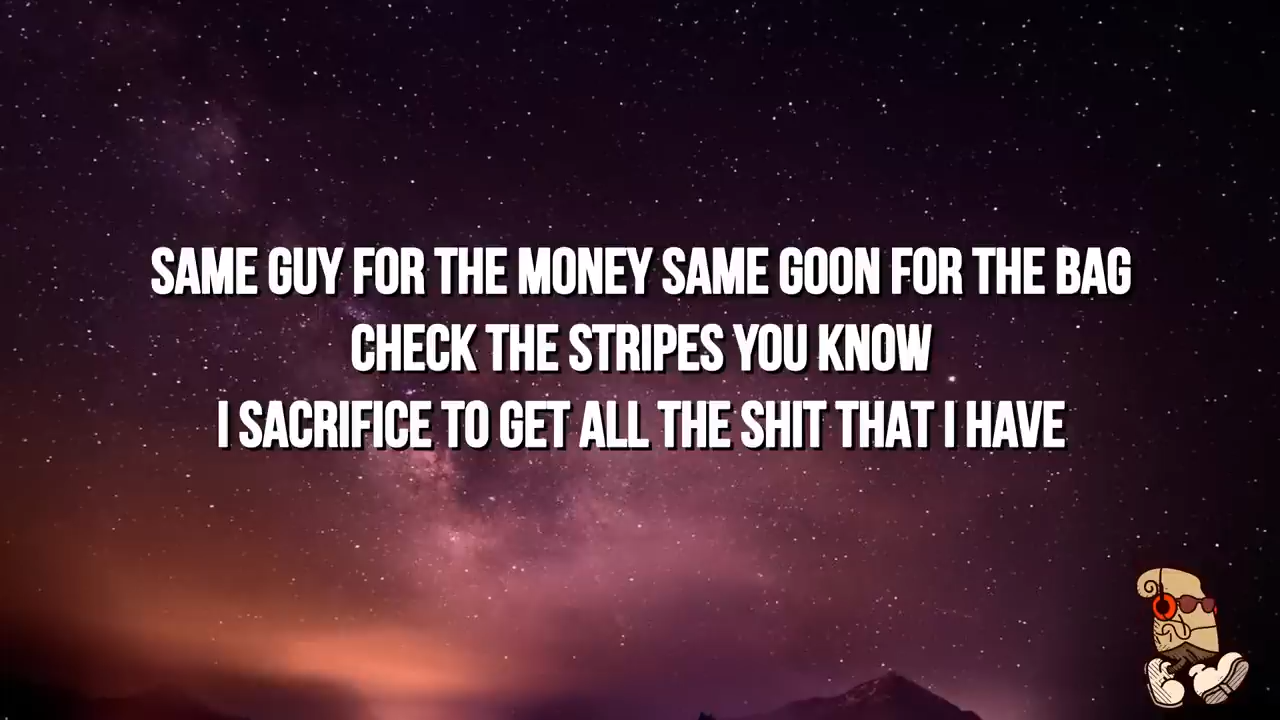 SAME GUY FOR THE MONEY SAME GOON FOR THE BAG
CHECK THE STRIPES YOU KNOW
I SACRIFICE TO GET ALL THE SHIT THAT I HAVE